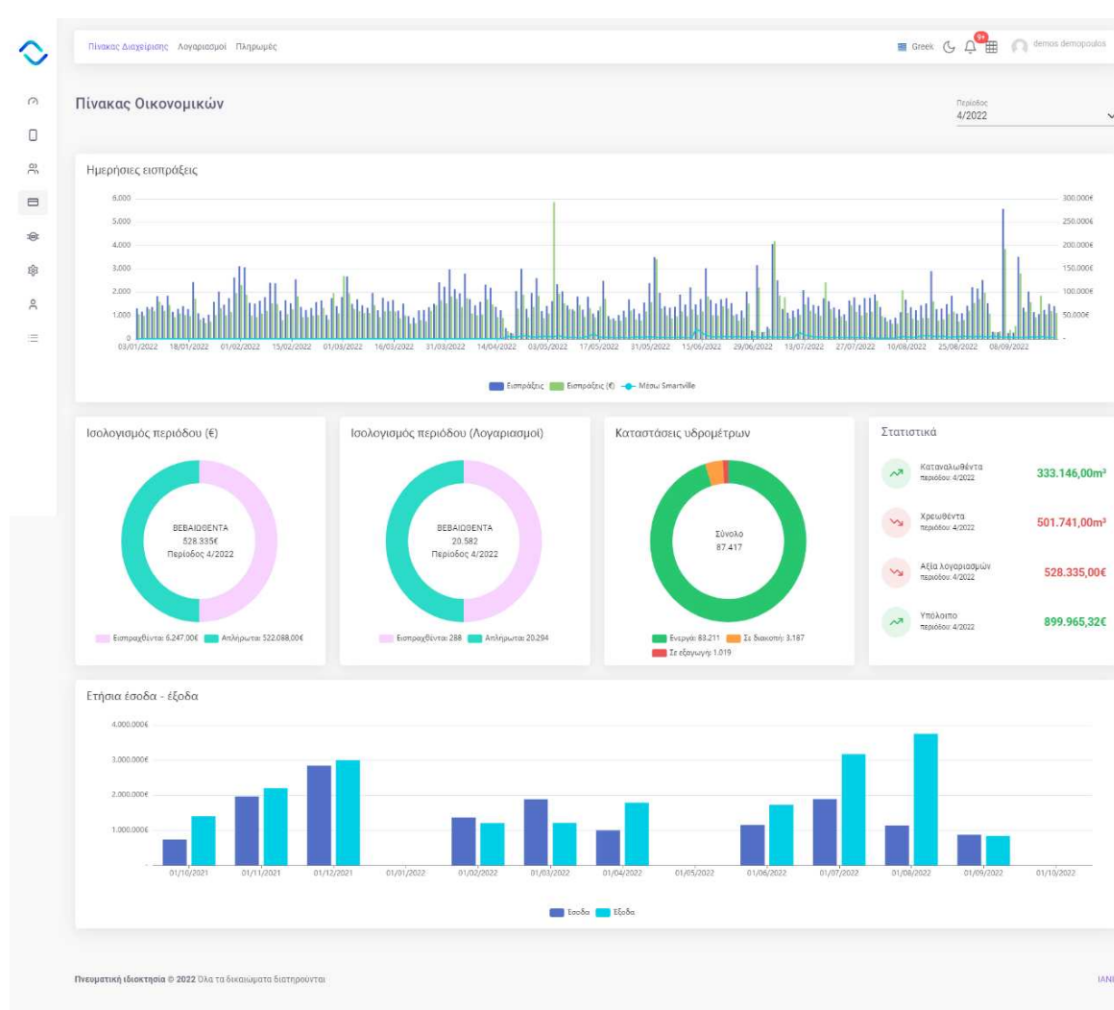 Πίνακας Διαχείρισης Λογαριασμοί Πληρωμές
Greek 9+ demos demopoulos
Πίνακας Οικονομικών
Περίοδος
4/2022
Ημερήσιες εισπράξεις
6.000
5.000
4.000
3.000
2.000
1.000
0
300.000€
250.000€
200.000€
150.000€
100.000€
50.000€
-
03/01/2022 18/01/2022 01/02/2022 15/02/2022 01/03/2022 16/03/2022 31/03/2022 14/04/2022 03/05/2022 17/05/2022 31/05/2022 15/06/2022 29/06/2022 13/07/2022 27/07/2022 10/08/2022 25/08/2022 08/09/2022
Εισπράξεις Εισπράξεις (€) Μέσω Smartville
Ισολογισμός περιόδου (€)
ΒΕΒΑΙΩΘΕΝΤΑ
528.335€
Περίοδος 4/2022
Εισπραχθέντα: 6.247,00€ Απλήρωτα: 522.088,00€
Ισολογισμός περιόδου (Λογαριασμοί)
ΒΕΒΑΙΩΘΕΝΤΑ
20.582
Περίοδος 4/2022
Εισπραχθέντα: 288 Απλήρωτα: 20.294
Καταστάσεις υδρομέτρων
Σύνολο
87.417
Ενεργά: 83.211 Σε διακοπή: 3.187
Σε εξαγωγή: 1.019
Στατιστικά
Καταναλωθέντα
περιόδου: 4/2022
333.146,00m³
Χρεωθέντα
περιόδου: 4/2022
501.741,00m³
Αξία λογαριασμών
περιόδου: 4/2022
528.335,00€
Υπόλοιπο
περιόδου: 4/2022
899.965,32€
Ετήσια έσοδα - έξοδα
4.000.000€
3.000.000€
2.000.000€
1.000.000€
-
01/10/2021 01/11/2021 01/12/2021 01/01/2022 01/02/2022 01/03/2022 01/04/2022 01/05/2022 01/06/2022 01/07/2022 01/08/2022 01/09/2022 01/10/2022
Έσοδα Έξοδα
Πνευματική ιδιοκτησία © 2022 Όλα τα δικαιώματα διατηρούνται